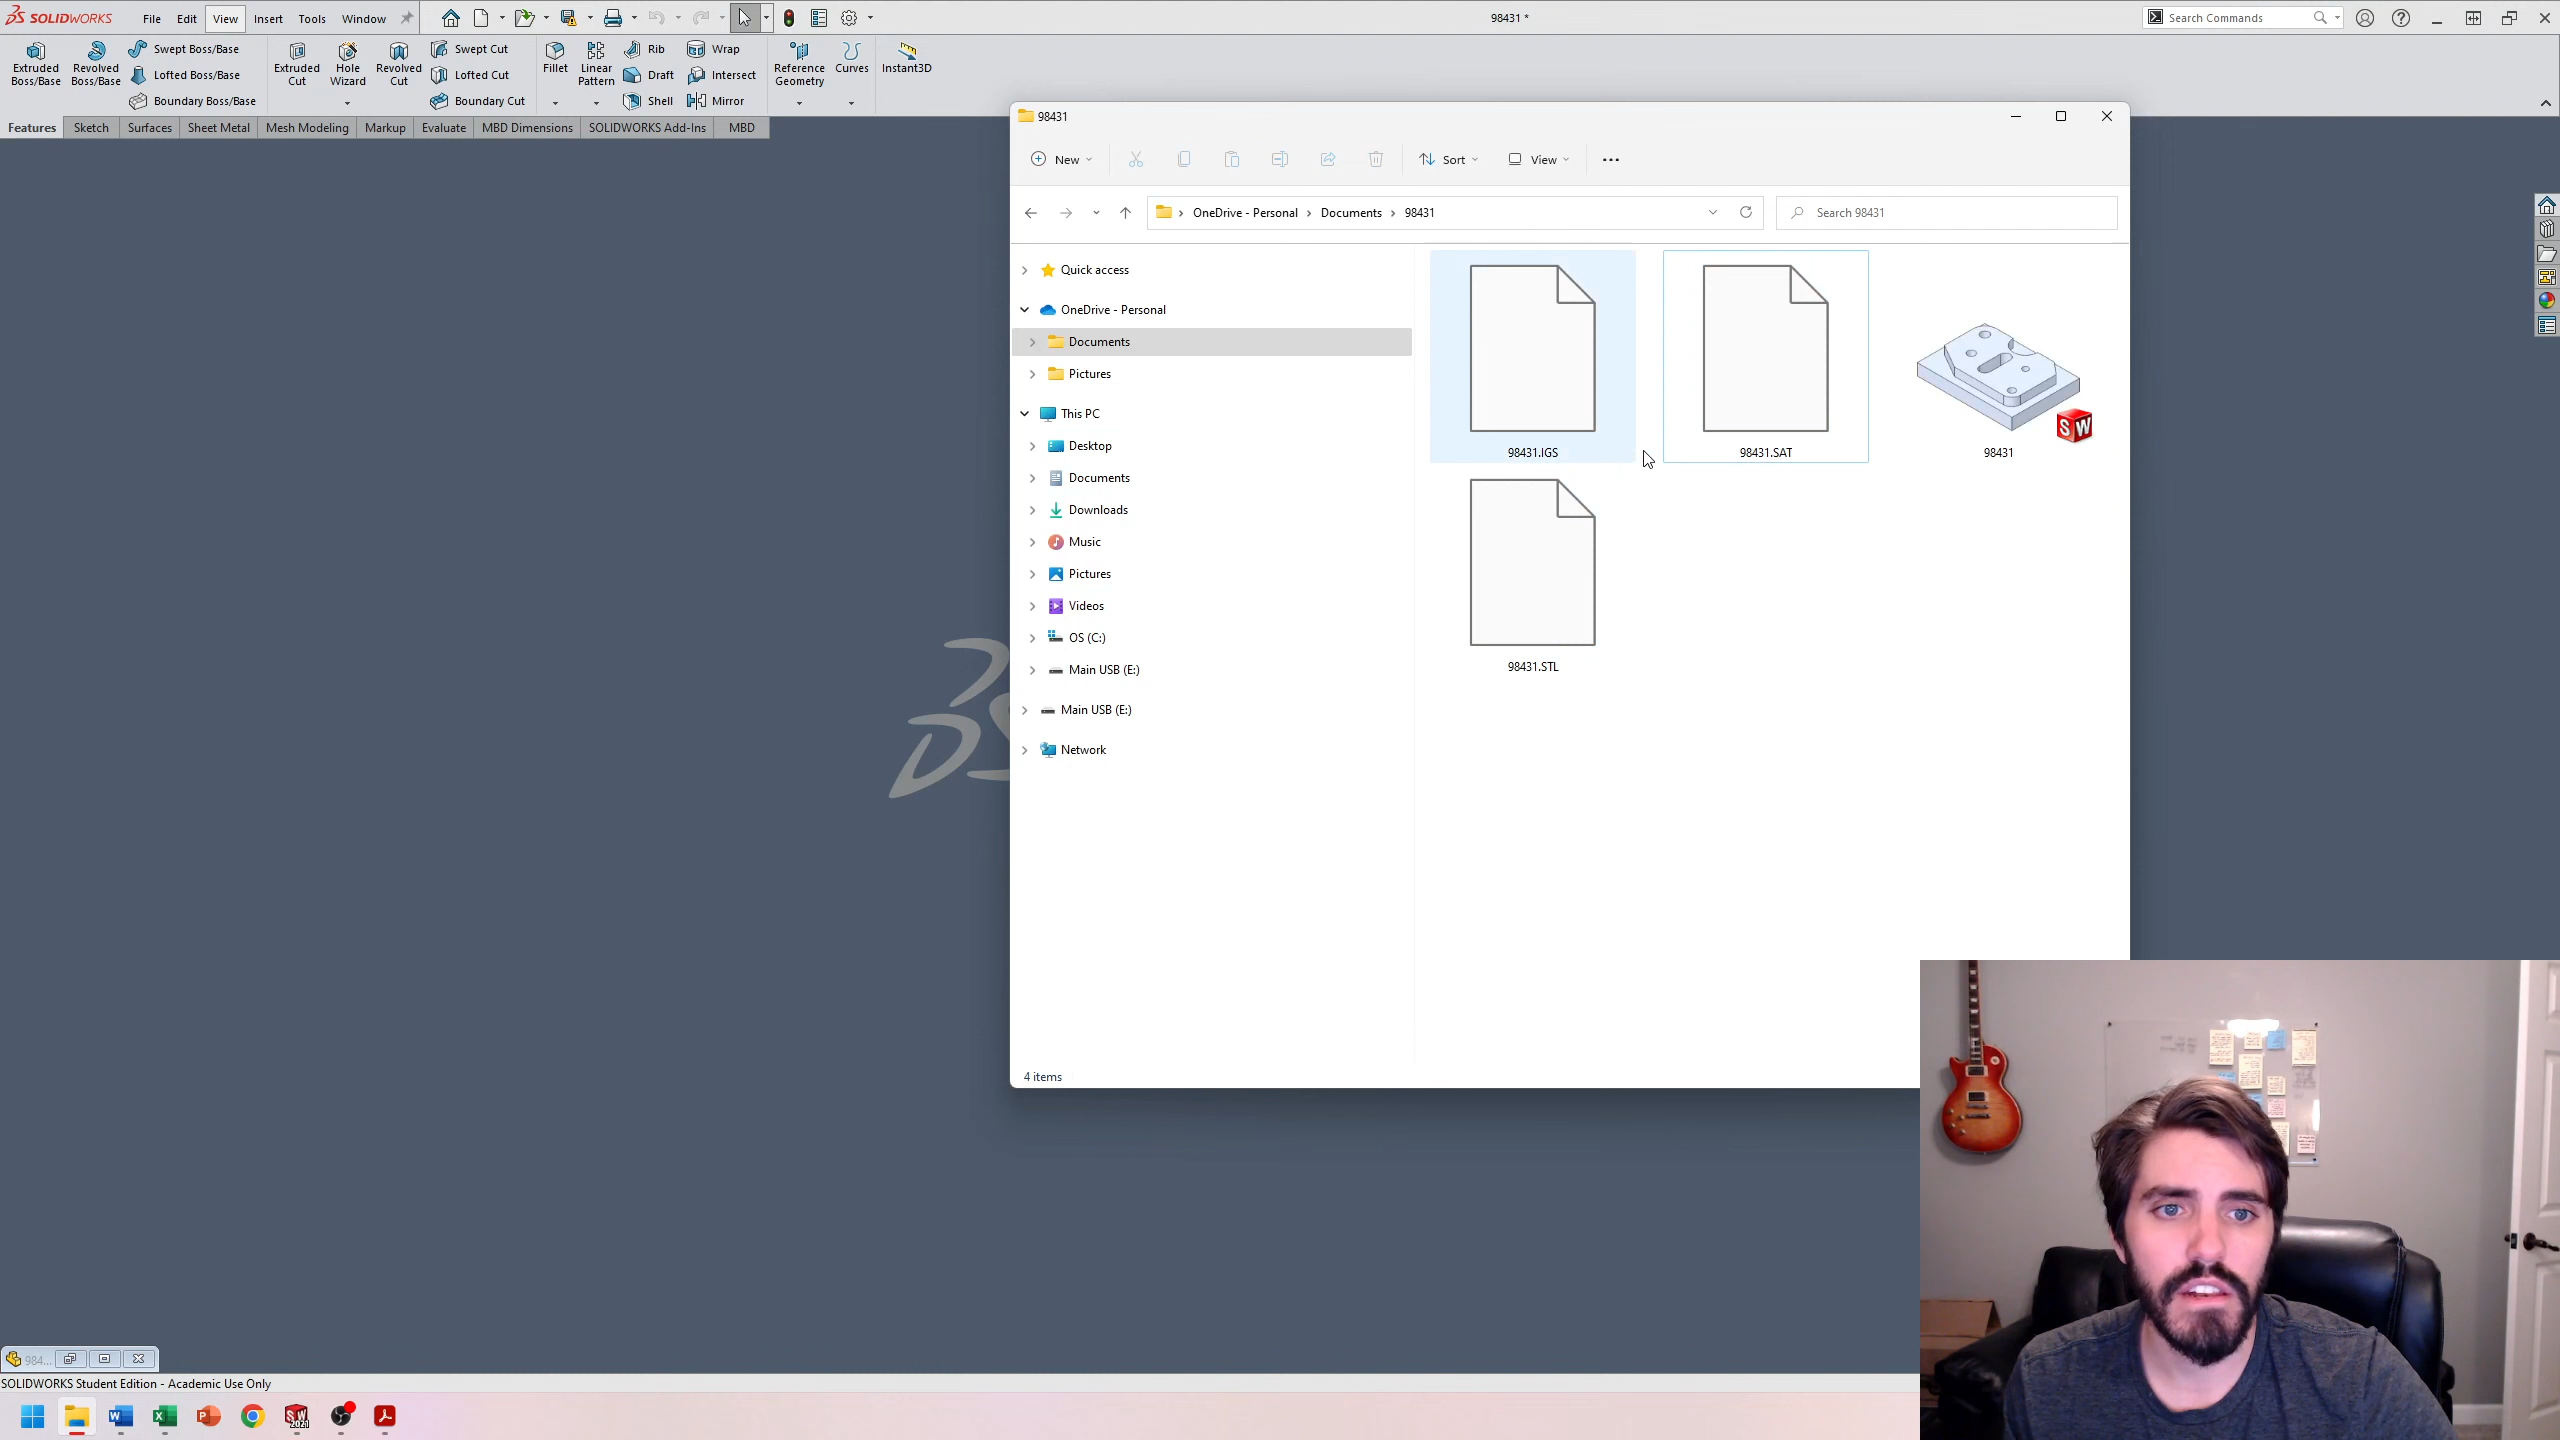 SOLIDWORKS File Edit View Insert Tools Window
98431 *
Search Commands
Extruded Boss/Base
Revolved Boss/Base
Swept Boss/Base
Lofted Boss/Base
Boundary Boss/Base
Extruded Cut
Hole Wizard
Revolved Cut
Swept Cut
Lofted Cut
Boundary Cut
Fillet
Linear Pattern
Rib
Draft
Shell
Wrap
Intersect
Mirror
Reference Geometry
Curves
Instant3D
Features Sketch Surfaces Sheet Metal Mesh Modeling Markup Evaluate MBD Dimensions SOLIDWORKS Add-Ins MBD
98431
New Sort View
OneDrive - Personal Documents 98431
Search 98431
Quick access
OneDrive - Personal
Documents
Pictures
This PC
Desktop
Documents
Downloads
Music
Pictures
Videos
OS (C:)
Main USB (E:)
Main USB (E:)
Network
98431.IGS
98431.SAT
SW
98431
98431.STL
4 items
984...
SOLIDWORKS Student Edition - Academic Use Only
SW 2021